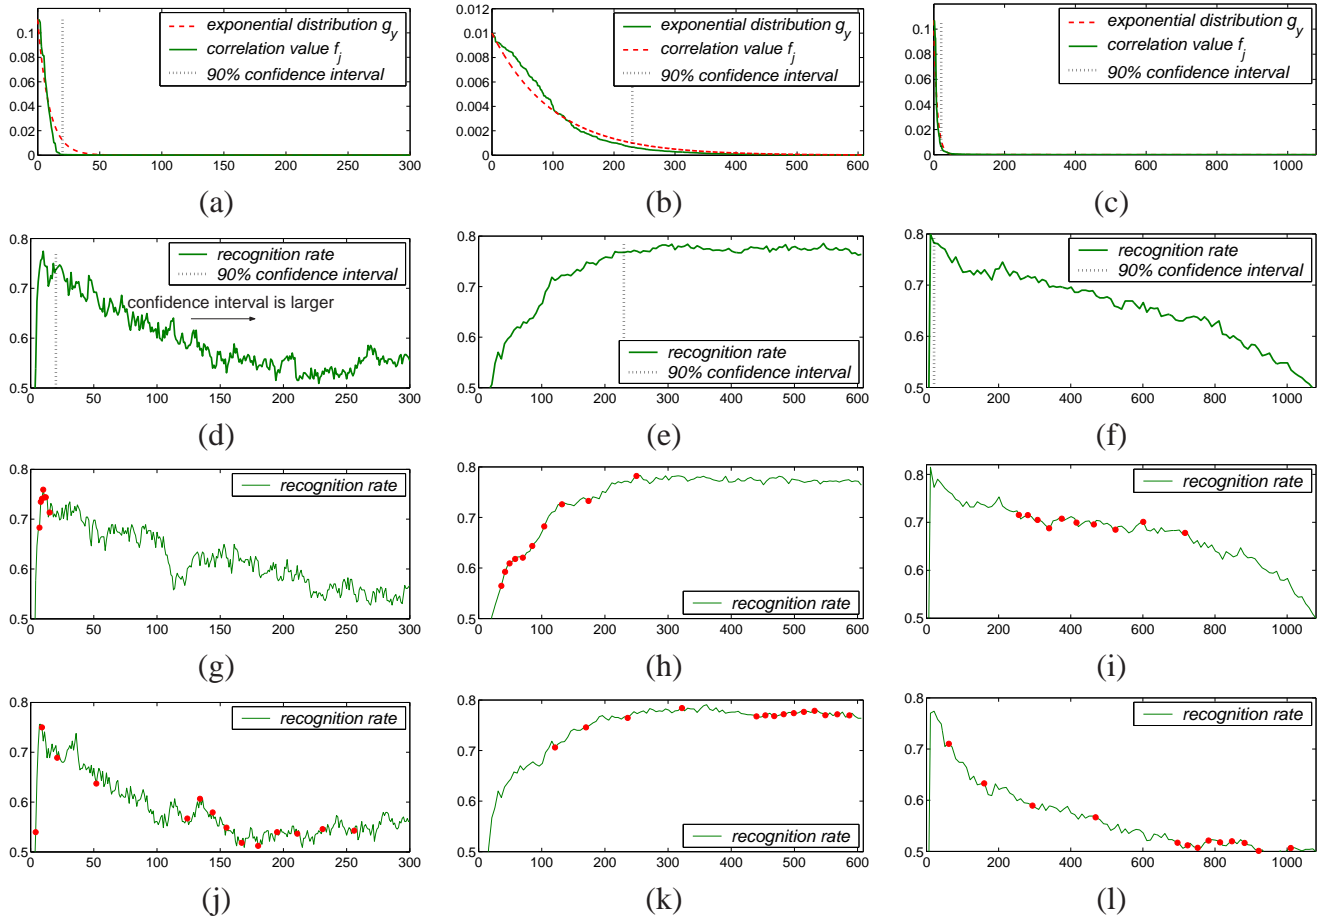 exponential distribution g_y
correlation value f_j
90% confidence interval
0.1
0.08
0.06
0.04
0.02
0
0 50 100 150 200 250 300
(a)
exponential distribution g_y
correlation value f_j
90% confidence interval
0.012
0.01
0.008
0.006
0.004
0.002
0
0 100 200 300 400 500 600
(b)
exponential distribution g_y
correlation value f_j
90% confidence interval
0.1
0.08
0.06
0.04
0.02
0
0 200 400 600 800 1000
(c)
recognition rate
90% confidence interval
confidence interval is larger
0.8
0.7
0.6
0.5
0 50 100 150 200 250 300
(d)
0.8
0.7
0.6
0.5
recognition rate
90% confidence interval
0 100 200 300 400 500 600
(e)
recognition rate
90% confidence interval
0.8
0.7
0.6
0.5
0 200 400 600 800 1000
(f)
recognition rate
0.8
0.7
0.6
0.5
0 50 100 150 200 250 300
(g)
0.8
0.7
0.6
0.5
recognition rate
0 100 200 300 400 500 600
(h)
recognition rate
0.8
0.7
0.6
0.5
0 200 400 600 800 1000
(i)
recognition rate
0.8
0.7
0.6
0.5
0 50 100 150 200 250 300
(j)
0.8
0.7
0.6
0.5
recognition rate
0 100 200 300 400 500 600
(k)
recognition rate
0.8
0.7
0.6
0.5
0 200 400 600 800 1000
(l)